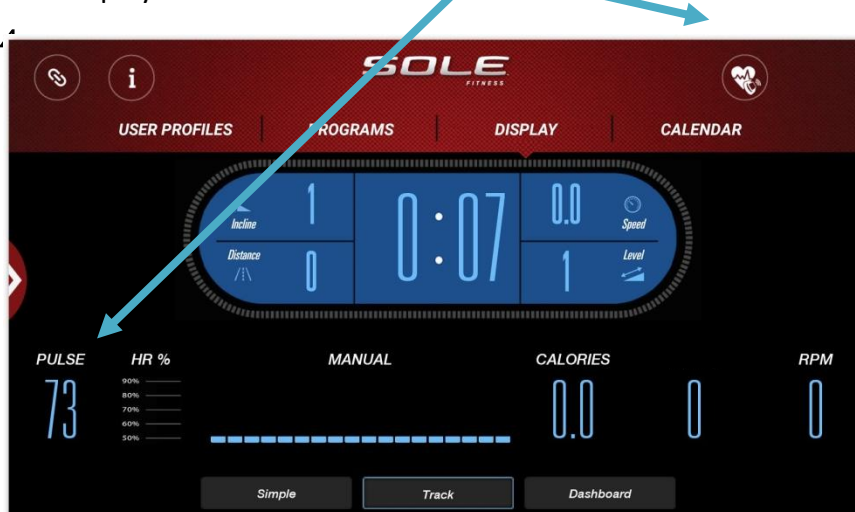 SOLE
FITNESS
USER PROFILES PROGRAMS DISPLAY CALENDAR
Incline 1 0:07 0.0 Speed
Distance 0 1 Level
PULSE HR % MANUAL CALORIES RPM
73 0.0 0 0
90%
80%
70%
60%
50%
Simple Track Dashboard